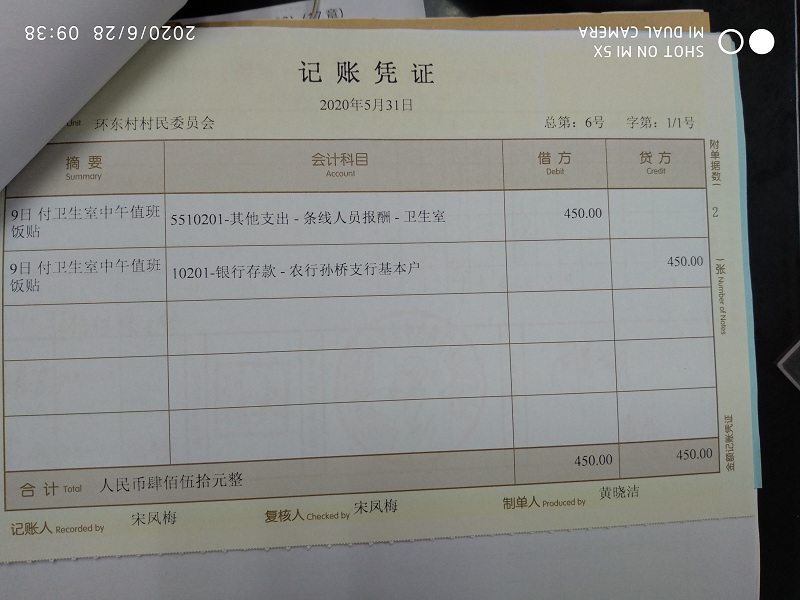 2020/6/28 09:38
SHOT ON MI 5X
MI DUAL CAMERA
章)
记账凭证
2020年5月31日
Unit 环东村村民委员会 总第：6号 字第：1/1号
摘 要 会计科目 借 方 贷 方
Summary Account Debit Credit
9日 付卫生室中午值班 5510201-其他支出 - 条线人员报酬 - 卫生室 450.00
饭贴
9日 付卫生室中午值班 10201-银行存款 - 农行孙桥支行基本户 450.00
饭贴
合 计 Total 人民币肆佰伍拾元整 450.00 450.00
记账人 Recorded by 宋凤梅 复核人 Checked by 宋凤梅 制单人 Produced by 黄晓洁
附单据数
2
张 Number of Notes
金额记账凭证